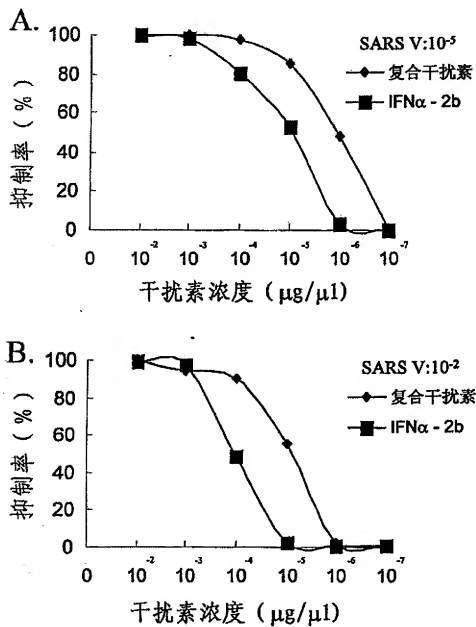 A.
SARS V:10⁻⁵
复合干扰素
IFNα - 2b
抑制率（%）
100
80
60
40
20
0
0 10⁻² 10⁻³ 10⁻⁴ 10⁻⁵ 10⁻⁶ 10⁻⁷
干扰素浓度（μg/μl）
B.
SARS V:10⁻²
复合干扰素
IFNα - 2b
抑制率（%）
100
80
60
40
20
0
0 10⁻² 10⁻³ 10⁻⁴ 10⁻⁵ 10⁻⁶ 10⁻⁷
干扰素浓度（μg/μl）